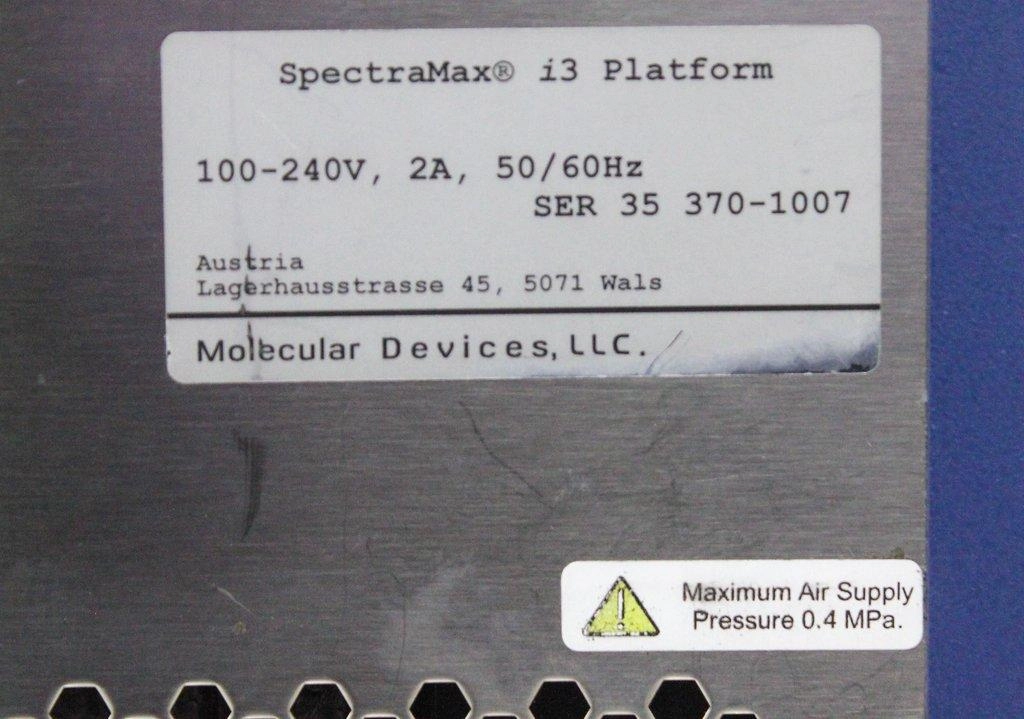 SpectraMax® i3 Platform
100-240V, 2A, 50/60Hz
SER 35 370-1007
Austria
Lagerhausstrasse 45, 5071 Wals
Molecular Devices, LLC.
Maximum Air Supply
Pressure 0.4 MPa.